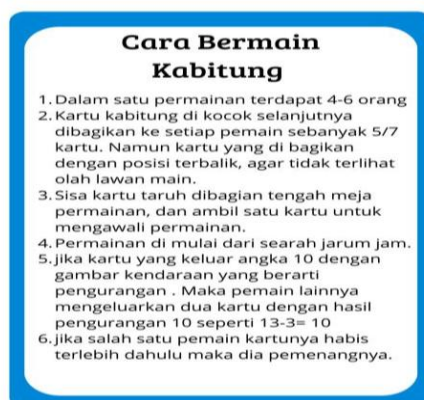 Cara Bermain
Kabitung
1. Dalam satu permainan terdapat 4-6 orang
2. Kartu kabitung di kocok selanjutnya
dibagikan ke setiap pemain sebanyak 5/7
kartu. Namun kartu yang di bagikan
dengan posisi terbalik, agar tidak terlihat
olah lawan main.
3. Sisa kartu taruh dibagian tengah meja
permainan, dan ambil satu kartu untuk
mengawali permainan.
4. Permainan di mulai dari searah jarum jam.
5. jika kartu yang keluar angka 10 dengan
gambar kendaraan yang berarti
pengurangan . Maka pemain lainnya
mengeluarkan dua kartu dengan hasil
pengurangan 10 seperti 13-3= 10
6. jika salah satu pemain kartunya habis
terlebih dahulu maka dia pemenangnya.